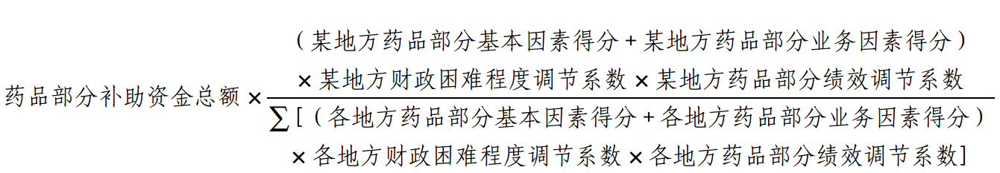 （某地方药品部分基本因素得分+某地方药品部分业务因素得分）
×某地方财政困难程度调节系数×某地方药品部分绩效调节系数
药品部分补助资金总额×
∑[（各地方药品部分基本因素得分+各地方药品部分业务因素得分）
×各地方财政困难程度调节系数×各地方药品部分绩效调节系数]